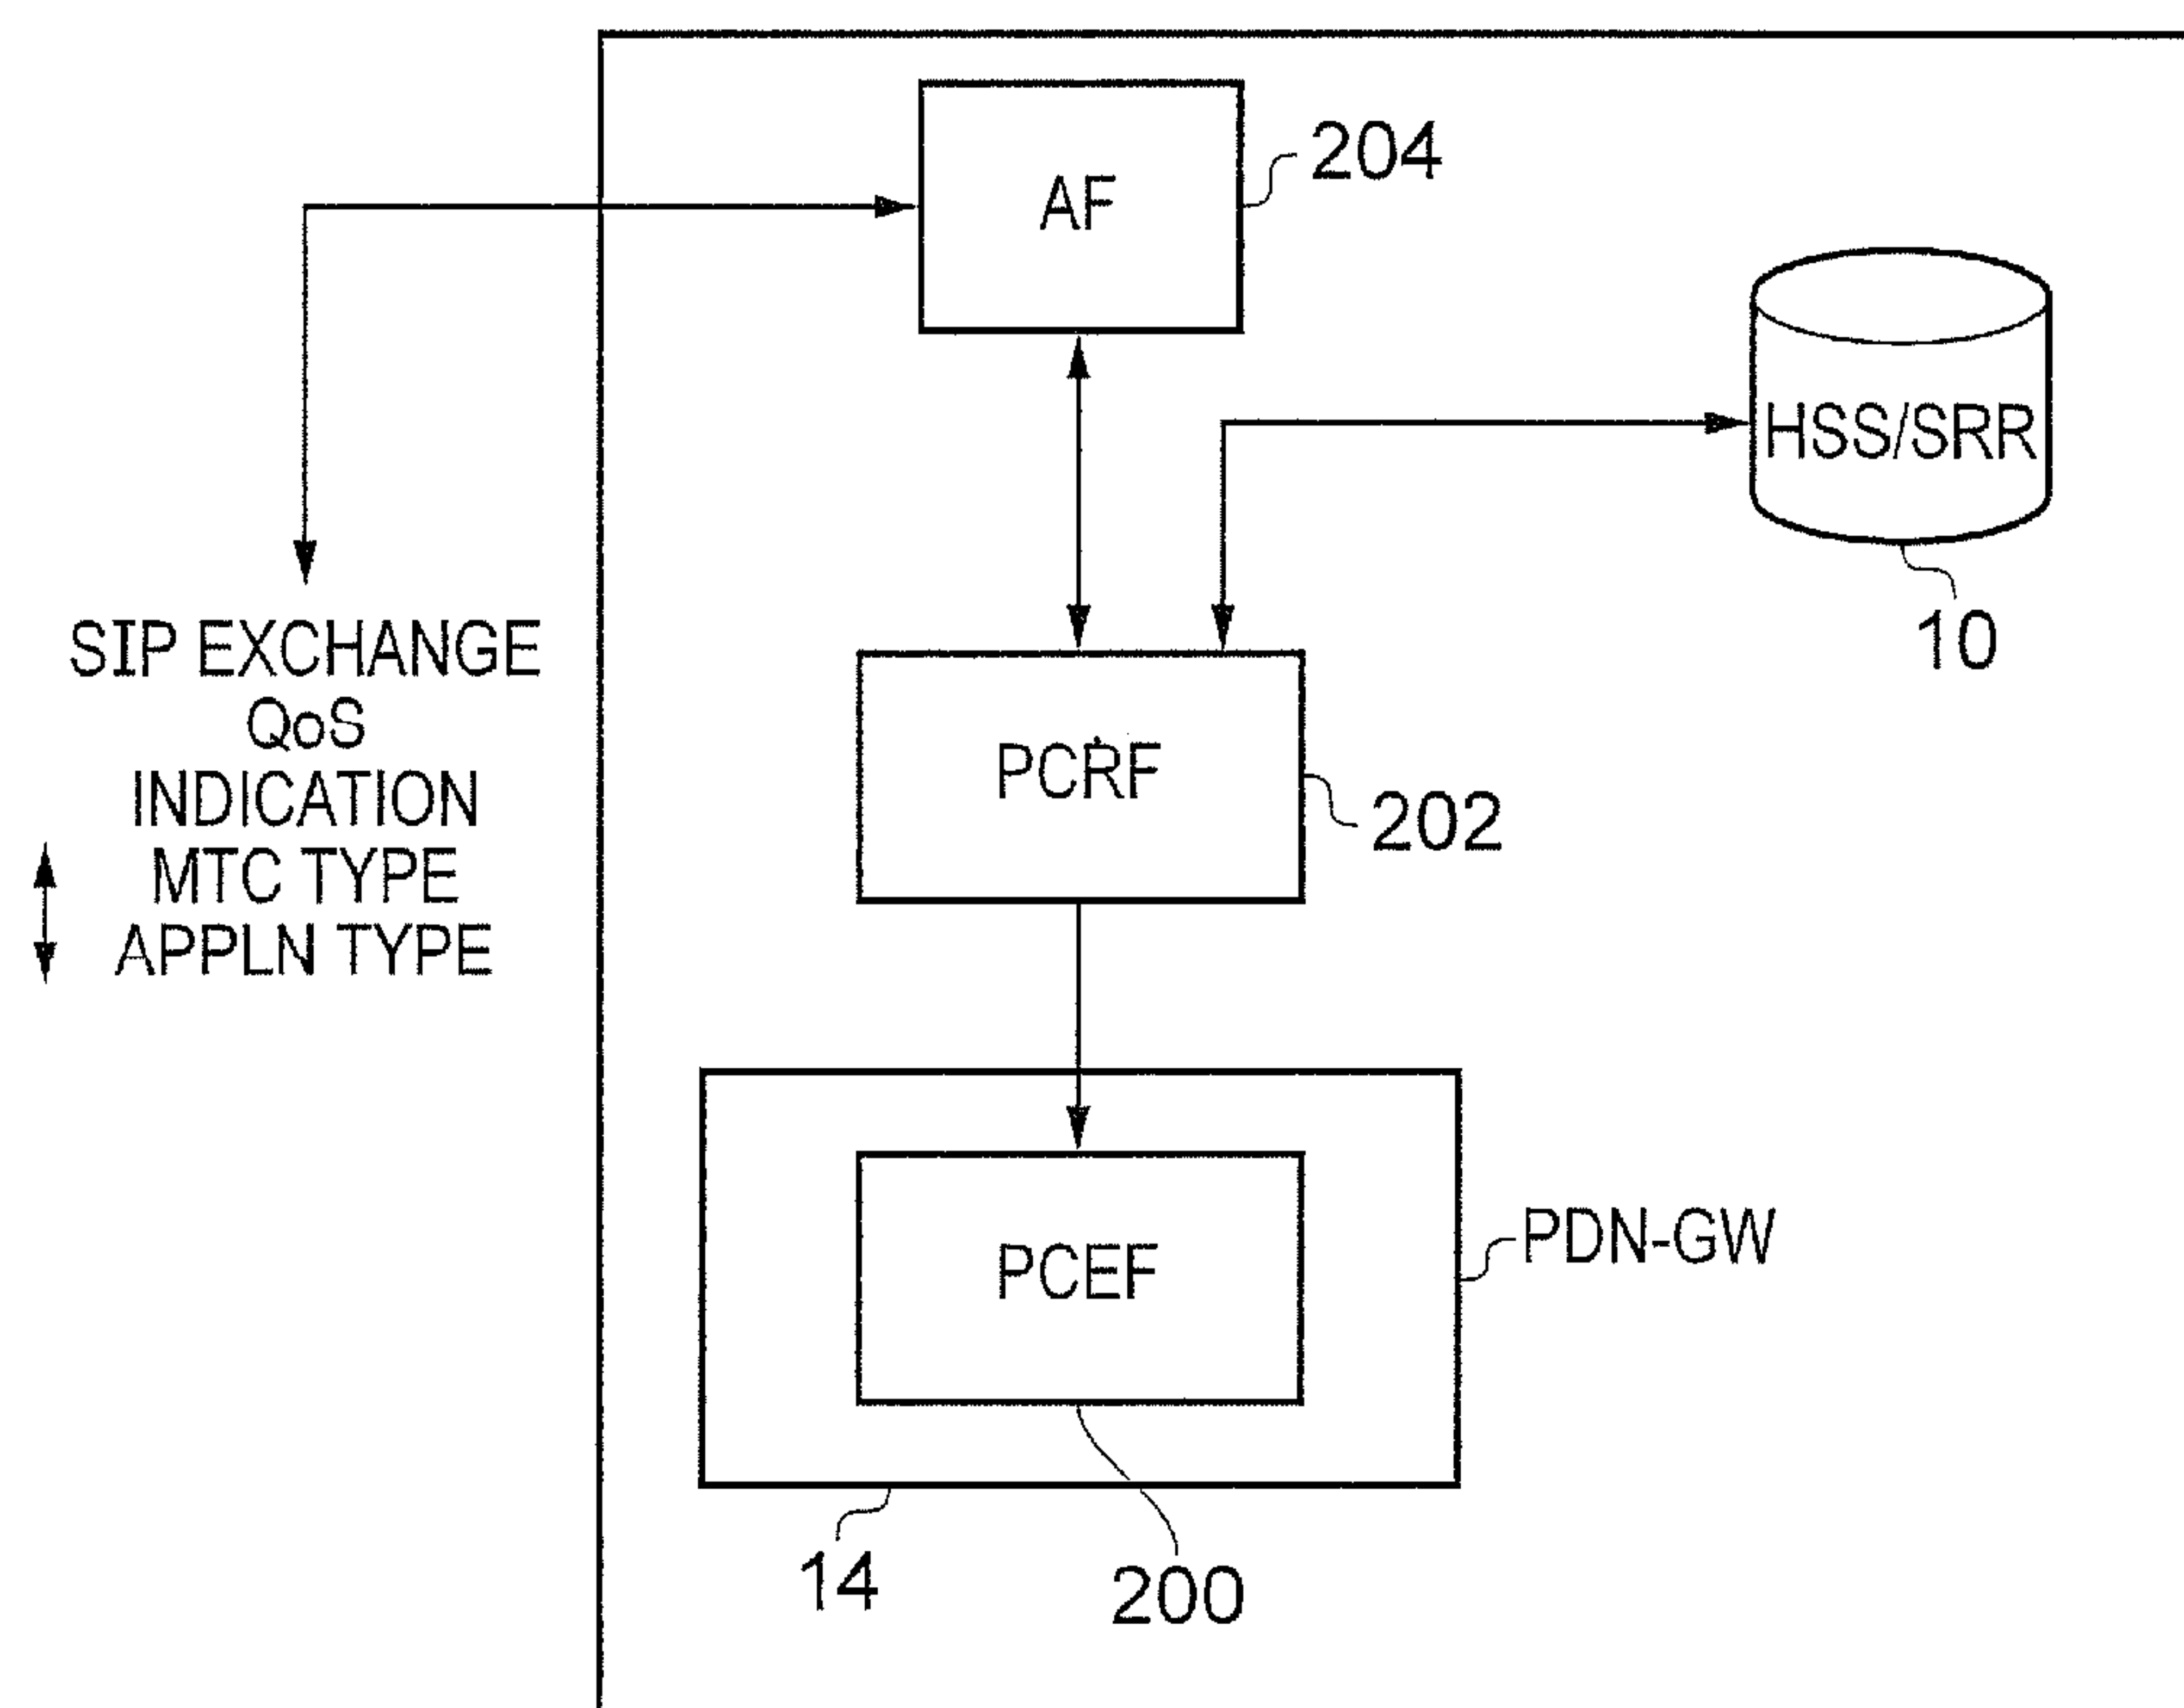 AF
204
HSS/SRR
10
SIP EXCHANGE
QoS
INDICATION
MTC TYPE
APPLN TYPE
PCRF
202
PCEF
PDN-GW
14
200